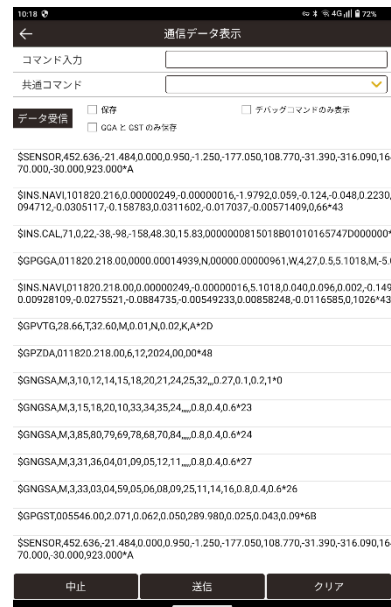 10:18
4G 72%
通信データ表示
コマンド入力
共通コマンド
データ受信
保存
デバッグコマンドのみ表示
GGA と GST のみ保存
$SENSOR,452.636,-21.484,0.000,0.950,-1.250,-177.050,108.770,-31.390,-316.090,16
70.000,-30.000,923.000*A
$INS.NAVI,101820.216,0.00000249,-0.00000016,-1.9792,0.059,-0.124,-0.048,0.2230,
094712,-0.0305117,-0.158783,0.0311602,-0.017037,-0.00571409,0,66*43
$INS.CAL,71,0,22,-38,-98,-158,48.30,15.83,0000000815018B01010165747D000000*
$GPGGA,011820.218.00,0000.00014939,N,00000.00000961,W,4,27,0.5,5.1018,M,-5.0
$INS.NAVI,011820.218.00,0.00000249,-0.00000016,5.1018,0.040,0.096,0.002,-0.149
0.00928109,-0.0275521,-0.0884735,-0.00549233,0.00858248,-0.0116585,0,1026*43
$GPVTG,28.66,T,32.60,M,0.01,N,0.02,K,A*2D
$GPZDA,011820.218.00,6,12,2024,00,00*48
$GNGSA,M,3,10,12,14,15,18,20,21,24,25,32,,,0.27,0.1,0.2,1*0
$GNGSA,M,3,15,18,20,10,33,34,35,24,,,,,0.8,0.4,0.6*23
$GNGSA,M,3,85,80,79,69,78,68,70,84,,,,,0.8,0.4,0.6*24
$GNGSA,M,3,31,36,04,01,09,05,12,11,,,,,0.8,0.4,0.6*27
$GNGSA,M,3,33,03,04,59,05,06,08,09,25,11,14,16,0.8,0.4,0.6*26
$GPGST,005546.00,2.071,0.062,0.050,289.980,0.025,0.043,0.09*6B
$SENSOR,452.636,-21.484,0.000,0.950,-1.250,-177.050,108.770,-31.390,-316.090,16
70.000,-30.000,923.000*A
中止
送信
クリア